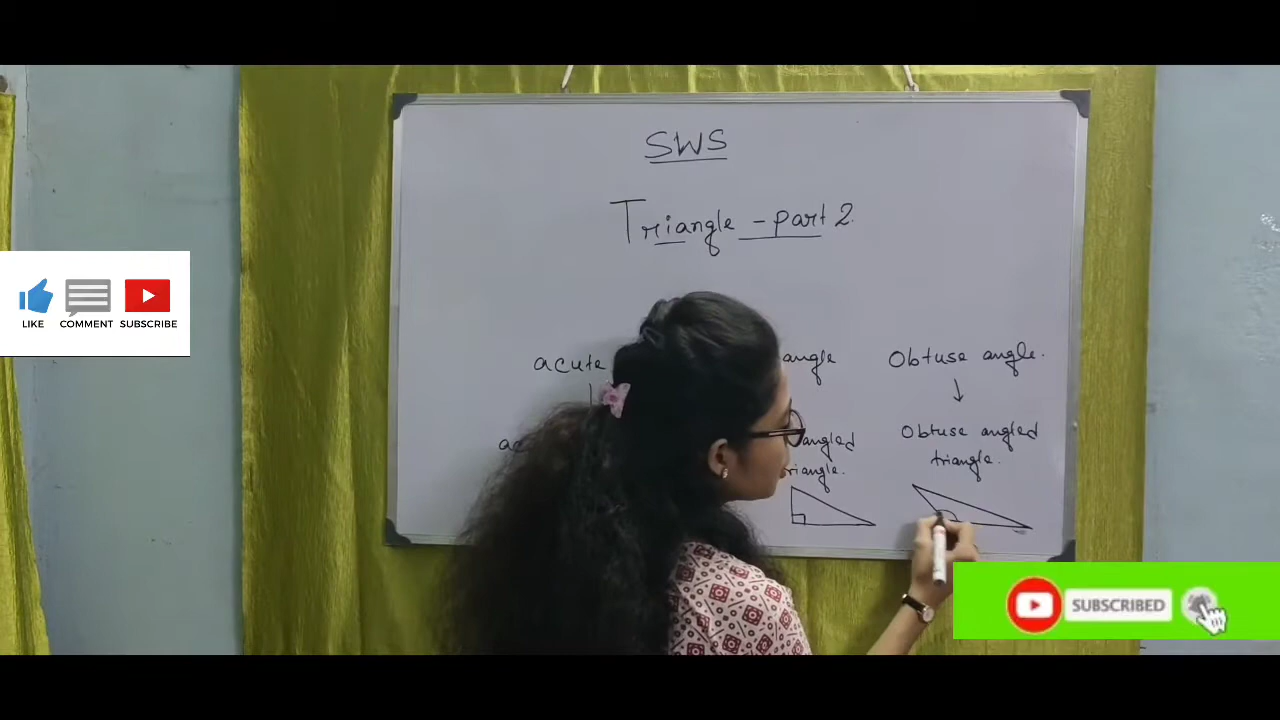 SWS
Triangle - part 2.
acute angle Obtuse angle.
angled Obtuse angled
triangle. triangle.
LIKE COMMENT SUBSCRIBE
SUBSCRIBED